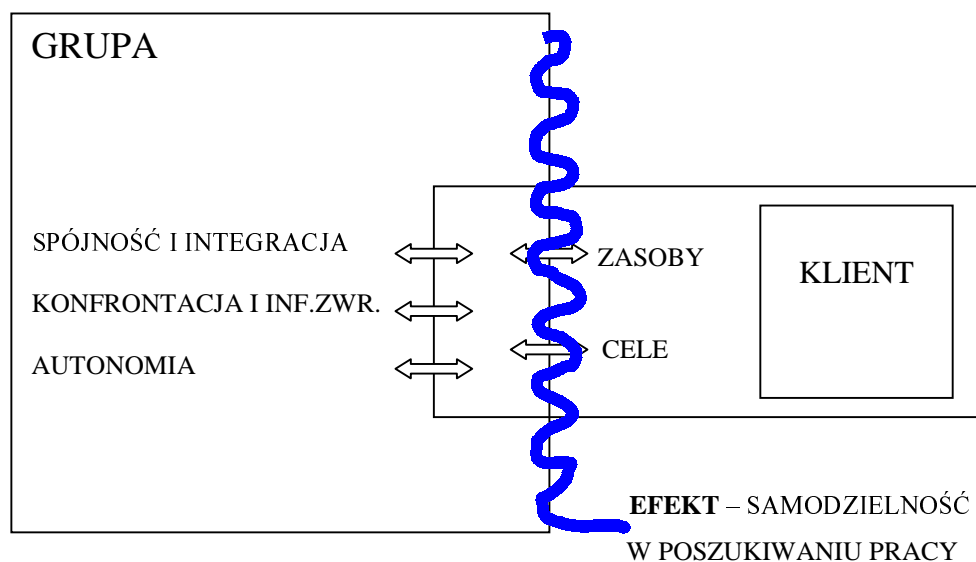 GRUPA
SPÓJNOŚĆ I INTEGRACJA
KONFRONTACJA I INF.ZWR.
AUTONOMIA
ZASOBY
CELE
KLIENT
EFEKT – SAMODZIELNOŚĆ
W POSZUKIWANIU PRACY